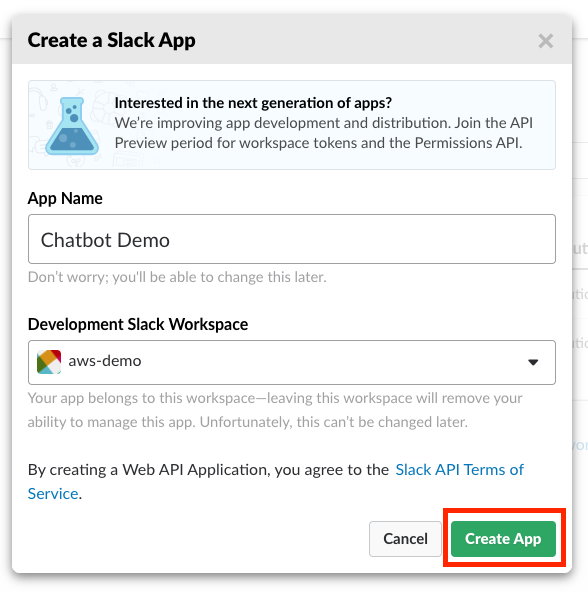 Create a Slack App
Interested in the next generation of apps?
We’re improving app development and distribution. Join the API
Preview period for workspace tokens and the Permissions API.
App Name
Chatbot Demo
Don’t worry; you'll be able to change this later.
Development Slack Workspace
aws-demo
Your app belongs to this workspace—leaving this workspace will remove your
ability to manage this app. Unfortunately, this can’t be changed later.
By creating a Web API Application, you agree to the Slack API Terms of
Service.
Cancel
Create App